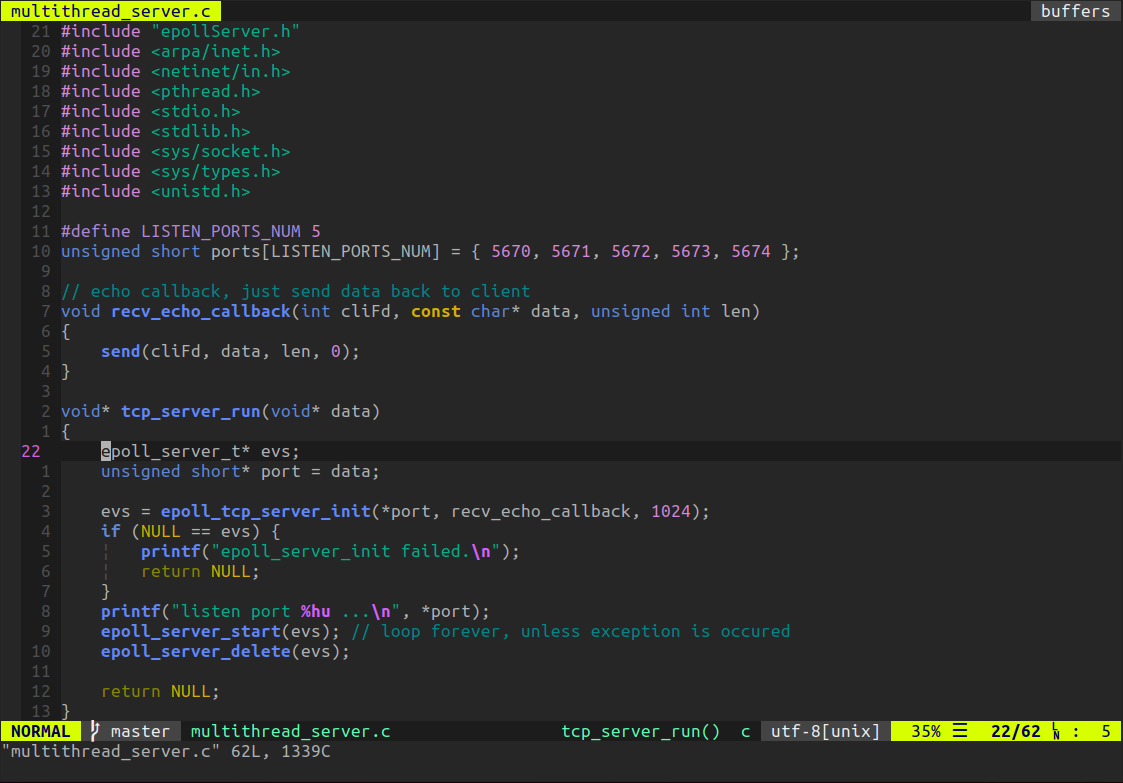 multithread_server.c buffers
21 #include "epollServer.h"
20 #include <arpa/inet.h>
19 #include <netinet/in.h>
18 #include <pthread.h>
17 #include <stdio.h>
16 #include <stdlib.h>
15 #include <sys/socket.h>
14 #include <sys/types.h>
13 #include <unistd.h>
12
11 #define LISTEN_PORTS_NUM 5
10 unsigned short ports[LISTEN_PORTS_NUM] = { 5670, 5671, 5672, 5673, 5674 };
9
8 // echo callback, just send data back to client
7 void recv_echo_callback(int cliFd, const char* data, unsigned int len)
6 {
5     send(cliFd, data, len, 0);
4 }
3
2 void* tcp_server_run(void* data)
1 {
22     epoll_server_t* evs;
1     unsigned short* port = data;
2
3     evs = epoll_tcp_server_init(*port, recv_echo_callback, 1024);
4     if (NULL == evs) {
5     ¦   printf("epoll_server_init failed.\n");
6     ¦   return NULL;
7     }
8     printf("listen port %hu ...\n", *port);
9     epoll_server_start(evs); // loop forever, unless exception is occured
10     epoll_server_delete(evs);
11
12     return NULL;
13 }
NORMAL master multithread_server.c tcp_server_run() c utf-8[unix] 35% ☰ 22/62 LN : 5
"multithread_server.c" 62L, 1339C